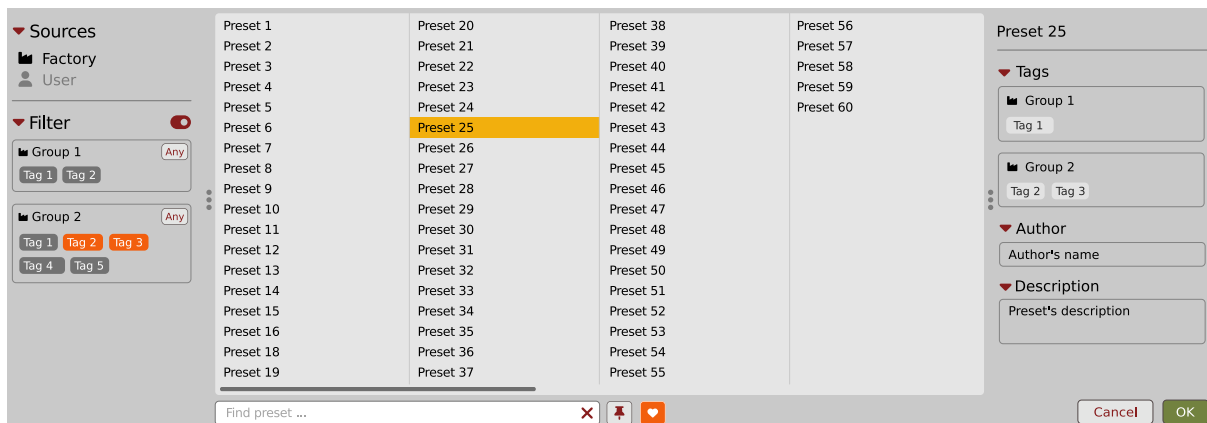 Sources
Factory
User
Filter
Group 1 Any
Tag 1 Tag 2
Group 2 Any
Tag 1 Tag 2 Tag 3
Tag 4 Tag 5
Preset 1
Preset 2
Preset 3
Preset 4
Preset 5
Preset 6
Preset 7
Preset 8
Preset 9
Preset 10
Preset 11
Preset 12
Preset 13
Preset 14
Preset 15
Preset 16
Preset 18
Preset 19
Preset 20
Preset 21
Preset 22
Preset 23
Preset 24
Preset 25
Preset 26
Preset 27
Preset 28
Preset 29
Preset 30
Preset 31
Preset 32
Preset 33
Preset 34
Preset 35
Preset 36
Preset 37
Preset 38
Preset 39
Preset 40
Preset 41
Preset 42
Preset 43
Preset 44
Preset 45
Preset 46
Preset 47
Preset 48
Preset 49
Preset 50
Preset 51
Preset 52
Preset 53
Preset 54
Preset 55
Preset 56
Preset 57
Preset 58
Preset 59
Preset 60
Find preset ...
Preset 25
Tags
Group 1
Tag 1
Group 2
Tag 2 Tag 3
Author
Author's name
Description
Preset's description
Cancel OK